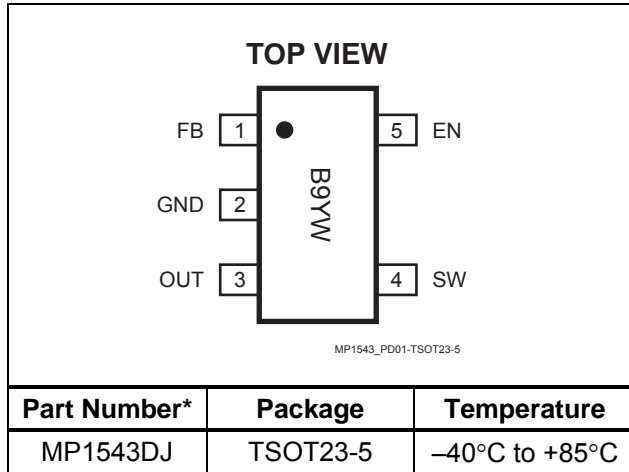 TOP VIEW
FB 1 5 EN
B9YW
GND 2
OUT 3 4 SW
MP1543_PD01-TSOT23-5
Part Number* Package Temperature
MP1543DJ TSOT23-5 –40°C to +85°C